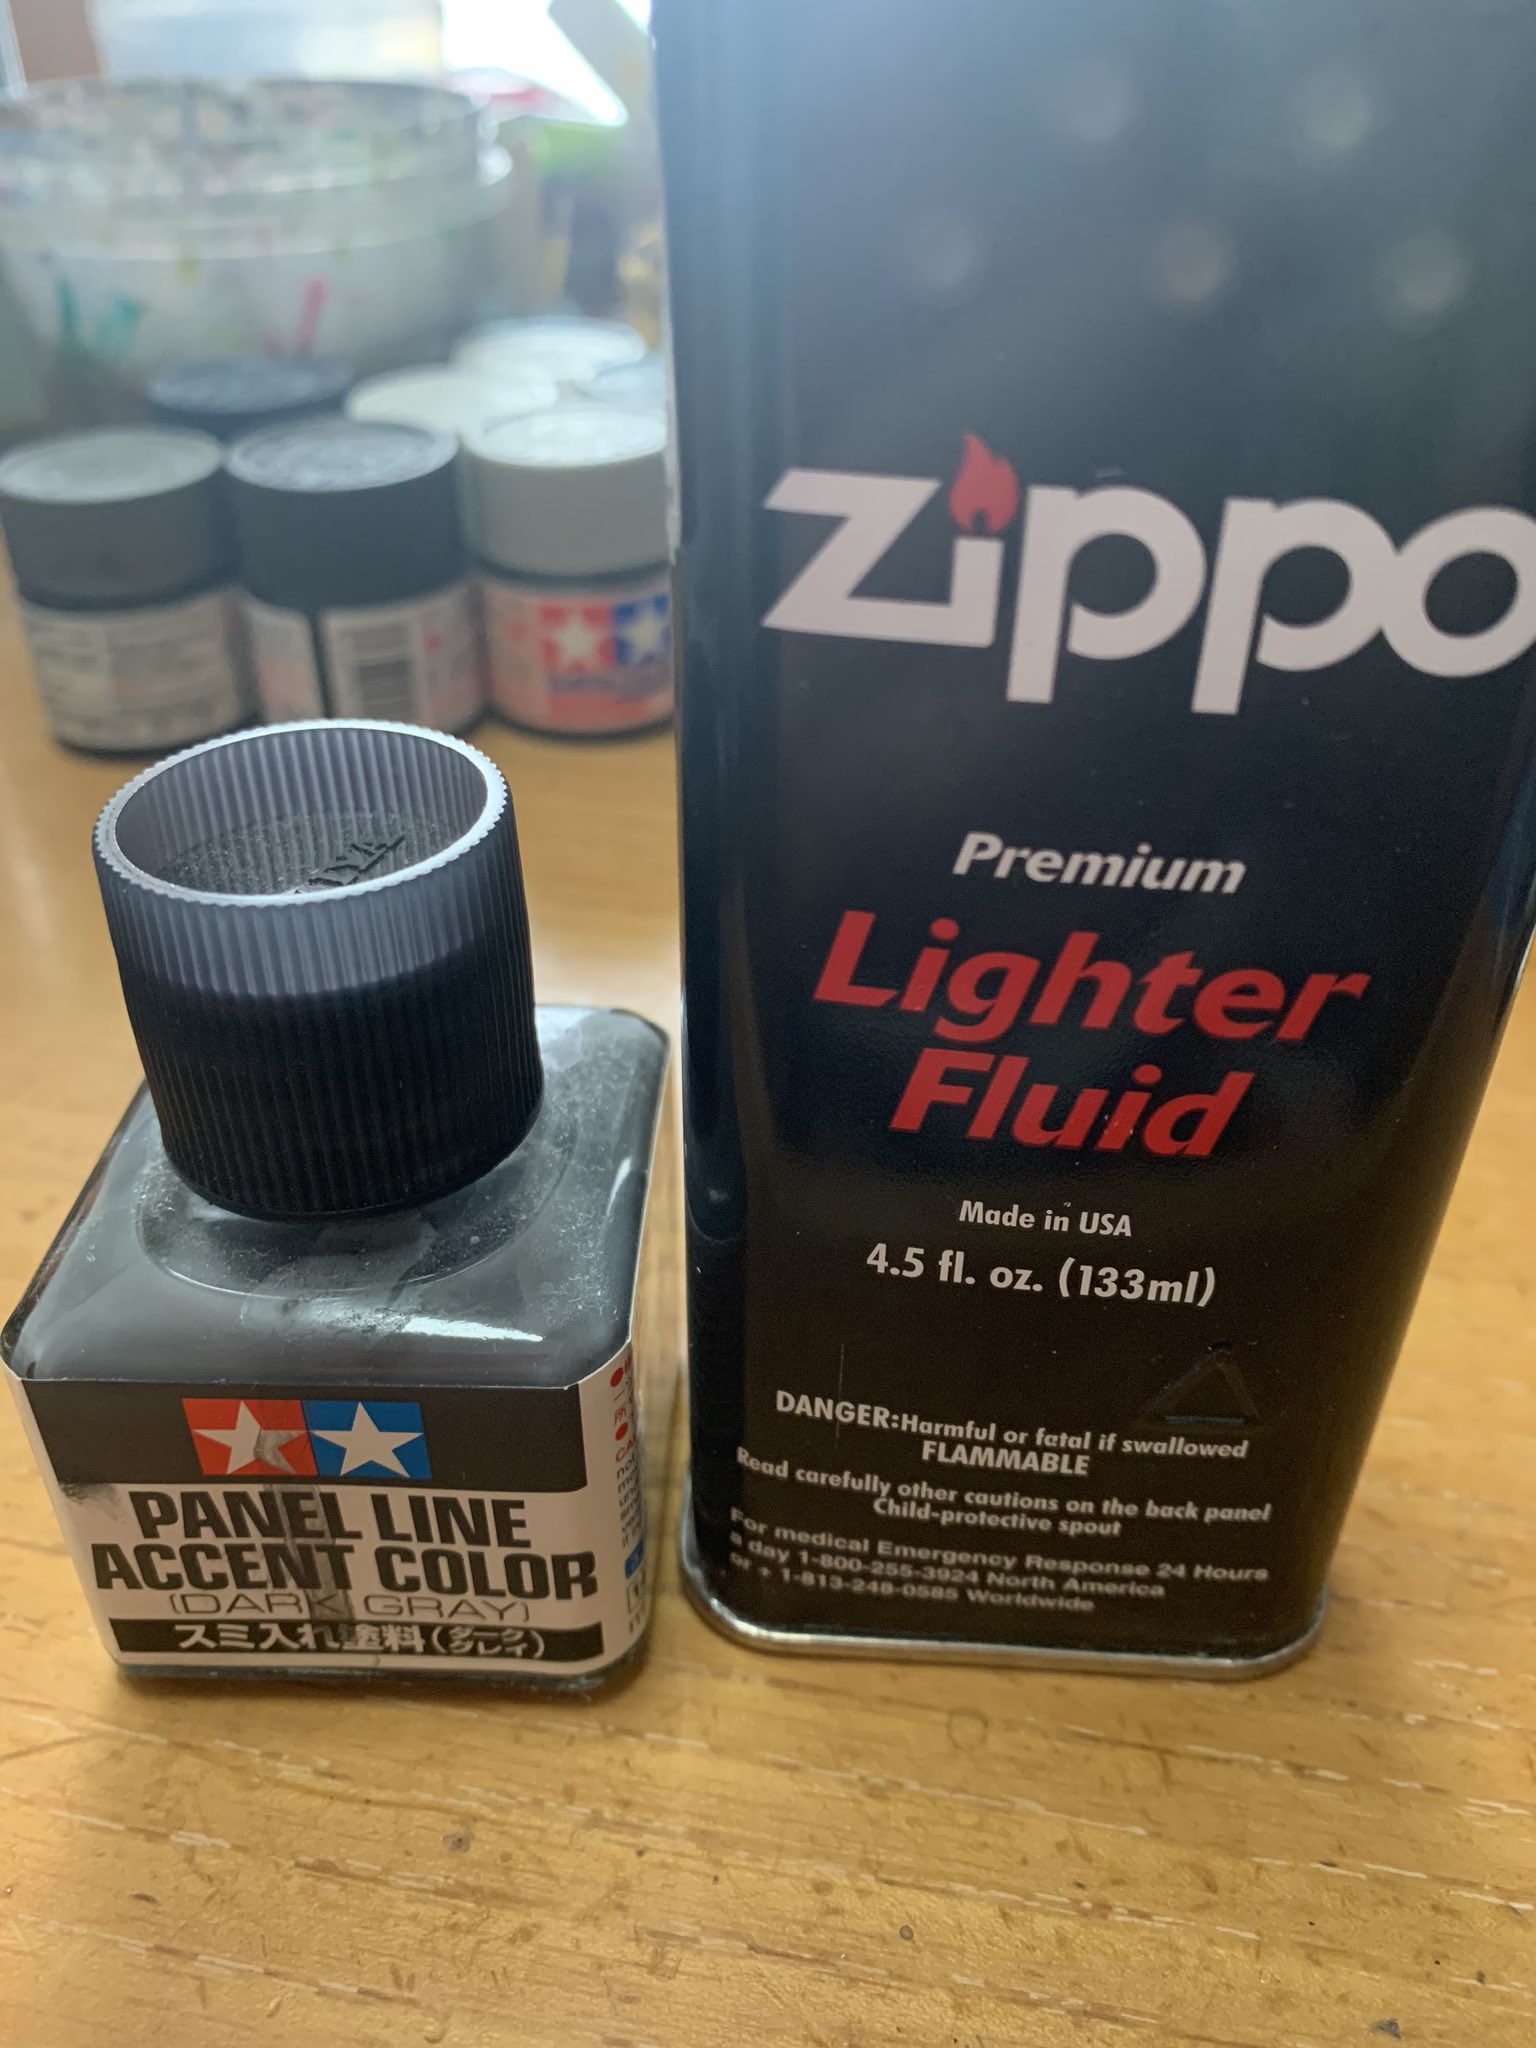 zippo
Premium
Lighter
Fluid
Made in USA
4.5 fl. oz. (133ml)
DANGER:Harmful or fatal if swallowed
FLAMMABLE
Read carefully other cautions on the back panel
Child-protective spout
For medical Emergency Response 24 Hours
a day 1-800-255-3924 North America
or + 1-813-248-0585 Worldwide
PANEL LINE
ACCENT COLOR
(DARK GRAY)
スミ入れ塗料(ダークグレイ)